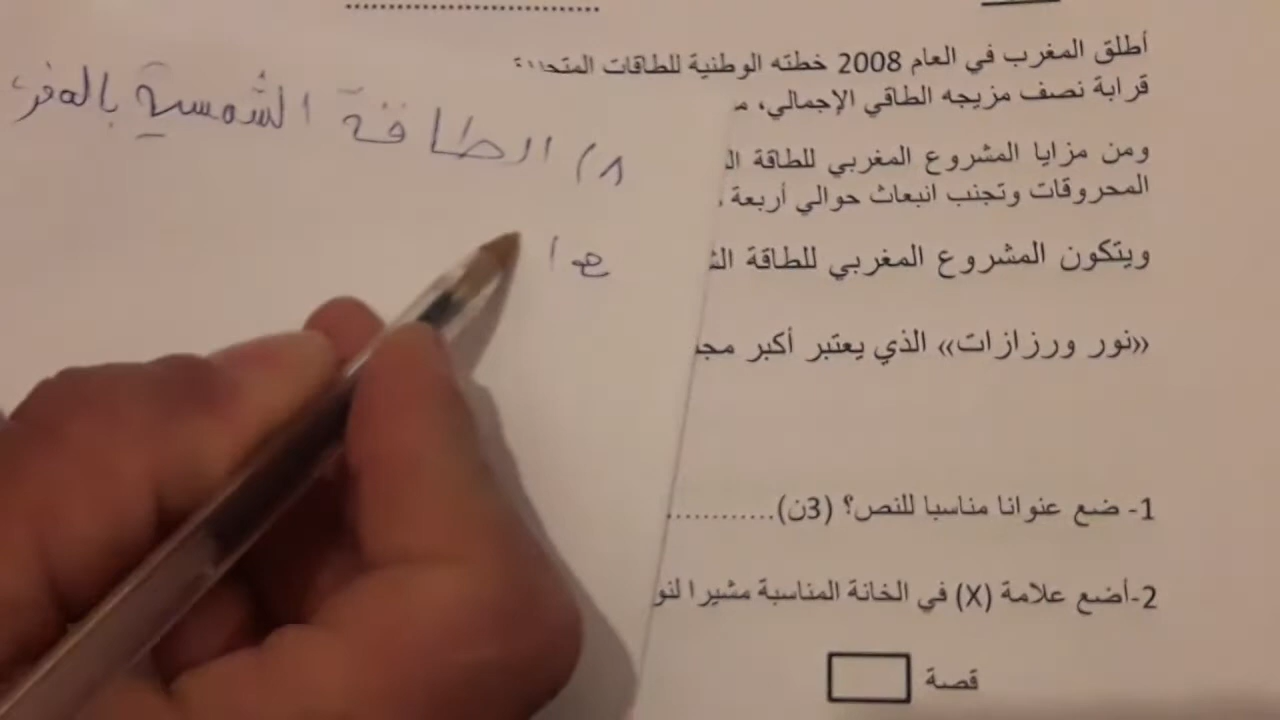 أطلق المغرب في العام 2008 خطته الوطنية للطاقات
قرابة نصف مزيجه الطاقي الإجمالي،
ومن مزايا المشروع المغربي للطاقة
المحروقات وتجنب انبعاث حوالي أربعة
ويتكون المشروع المغربي للطاقة
«نور ورزازات» الذي يعتبر أكبر
1- ضع عنوانا مناسبا للنص؟ (3ن)............
2-أضع علامة (X) في الخانة المناسبة مشيرا
قصة
1) الطاقة الشمسية